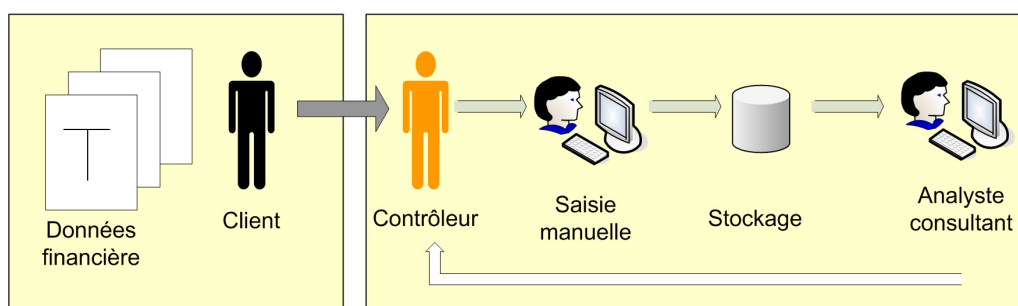 T
Données
financière
Client
Contrôleur
Saisie
manuelle
Stockage
Analyste
consultant